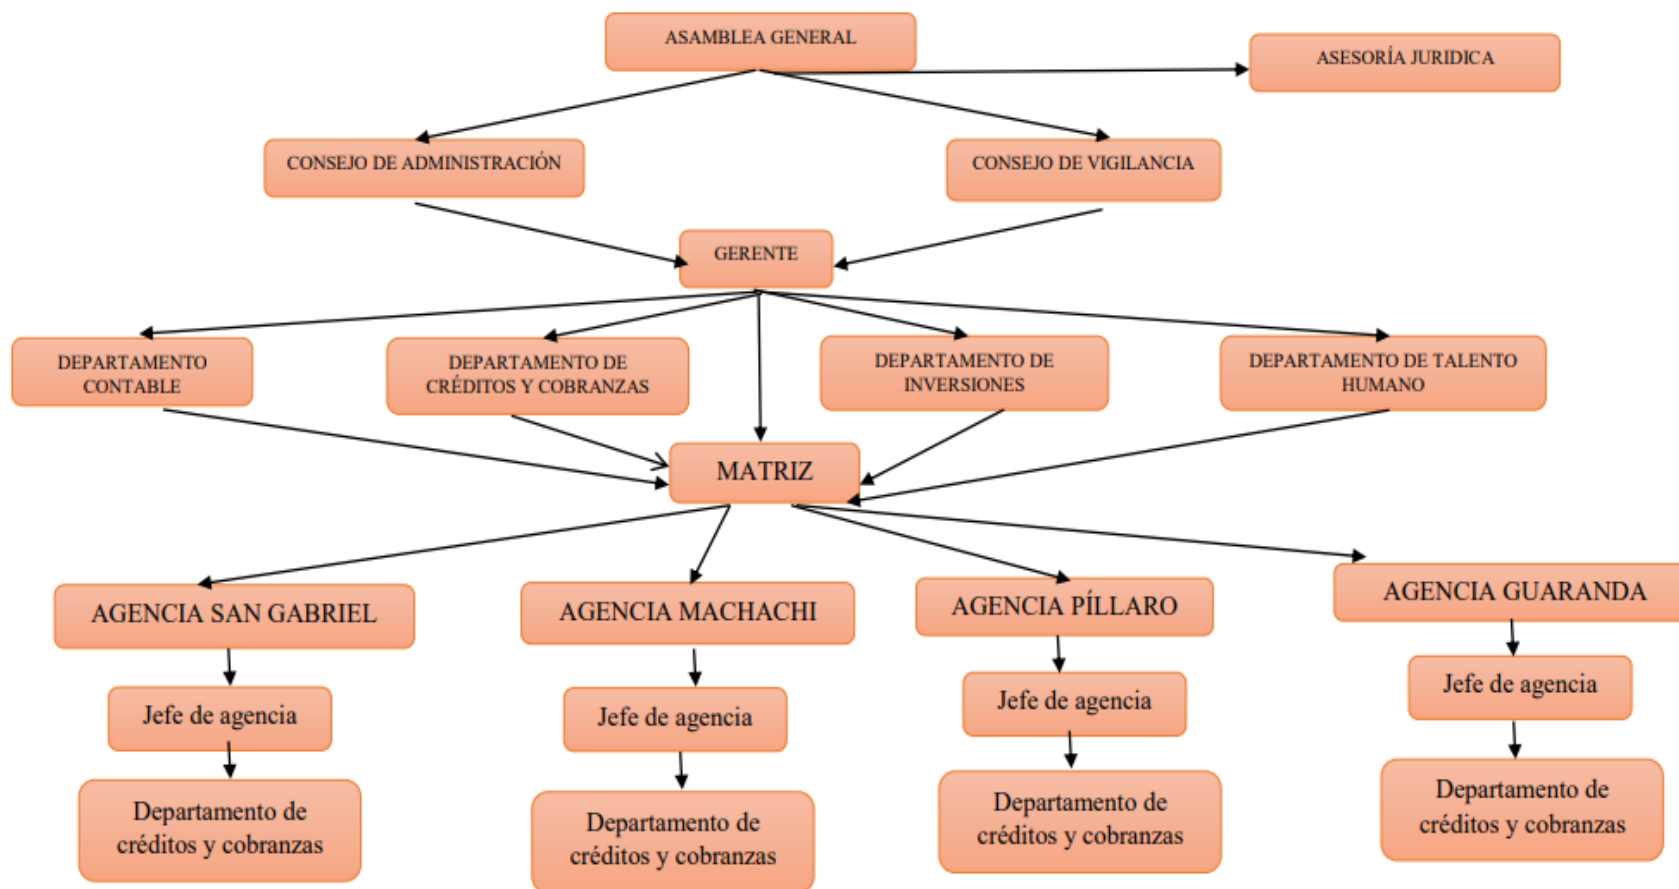 ASAMBLEA GENERAL
ASESORÍA JURIDICA
CONSEJO DE ADMINISTRACIÓN
CONSEJO DE VIGILANCIA
GERENTE
DEPARTAMENTO
CONTABLE
DEPARTAMENTO DE
CRÉDITOS Y COBRANZAS
DEPARTAMENTO DE
INVERSIONES
DEPARTAMENTO DE TALENTO
HUMANO
MATRIZ
AGENCIA SAN GABRIEL
AGENCIA MACHACHI
AGENCIA PÍLLARO
AGENCIA GUARANDA
Jefe de agencia
Jefe de agencia
Jefe de agencia
Jefe de agencia
Departamento de
créditos y cobranzas
Departamento de
créditos y cobranzas
Departamento de
créditos y cobranzas
Departamento de
créditos y cobranzas